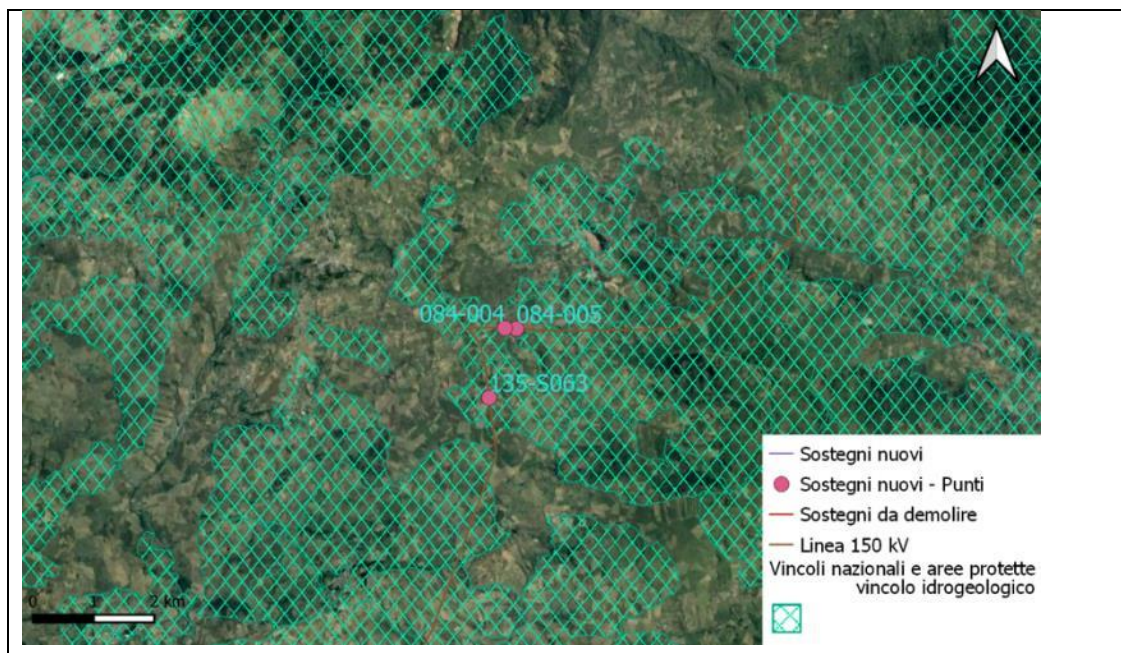 084-004 084-005
135-S063
Sostegni nuovi
Sostegni nuovi - Punti
Sostegni da demolire
Linea 150 kV
Vincoli nazionali e aree protette
vincolo idrogeologico
0 1 2 km